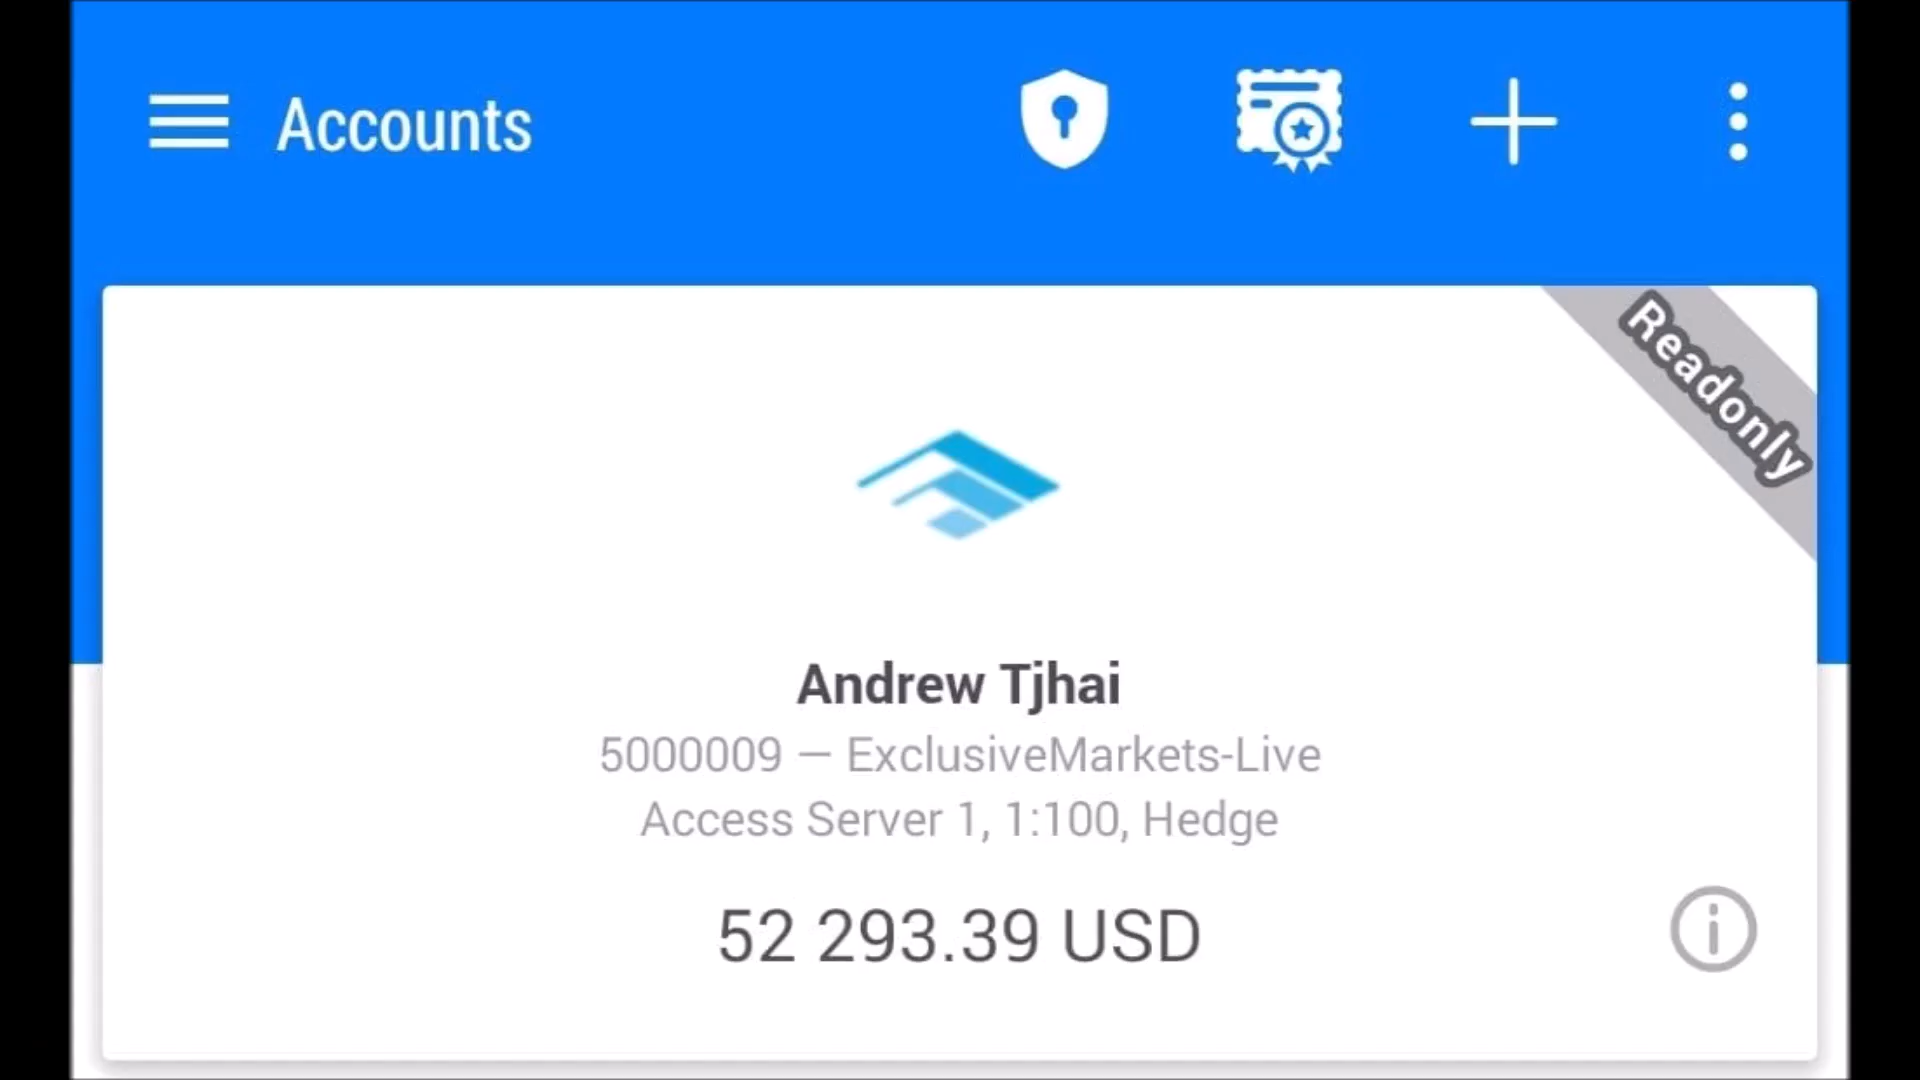 Accounts
Readonly
Andrew Tjhai
5000009 — ExclusiveMarkets-Live
Access Server 1, 1:100, Hedge
52 293.39 USD